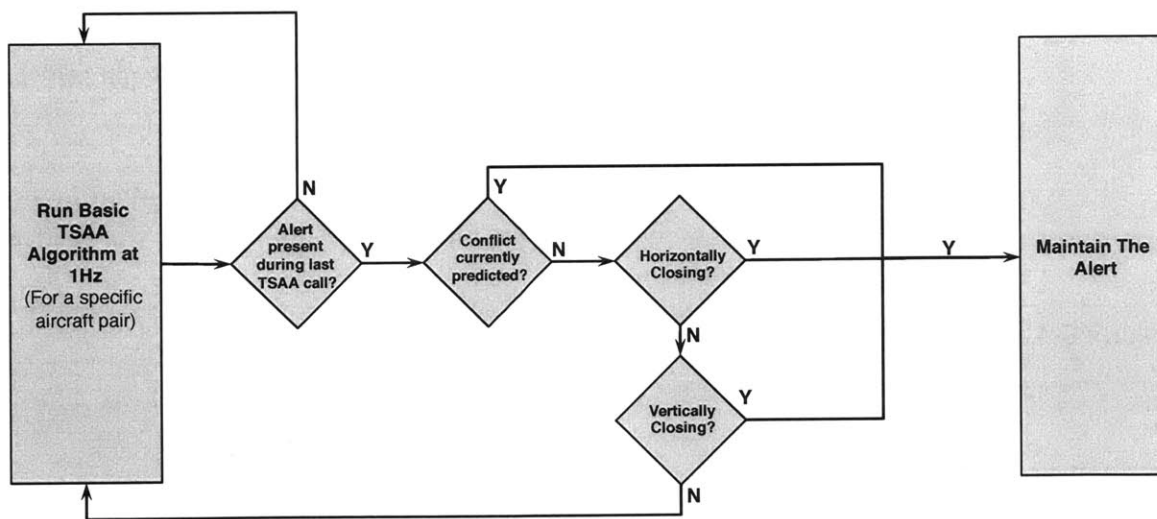 Run Basic
TSAA
Algorithm at
1Hz
(For a specific
aircraft pair)
N
Alert
present
during last
TSAA call?
Y
Y
Conflict
currently
predicted?
N
Horizontally
Closing?
Y
N
Vertically
Closing?
Y
N
Y
Maintain The
Alert